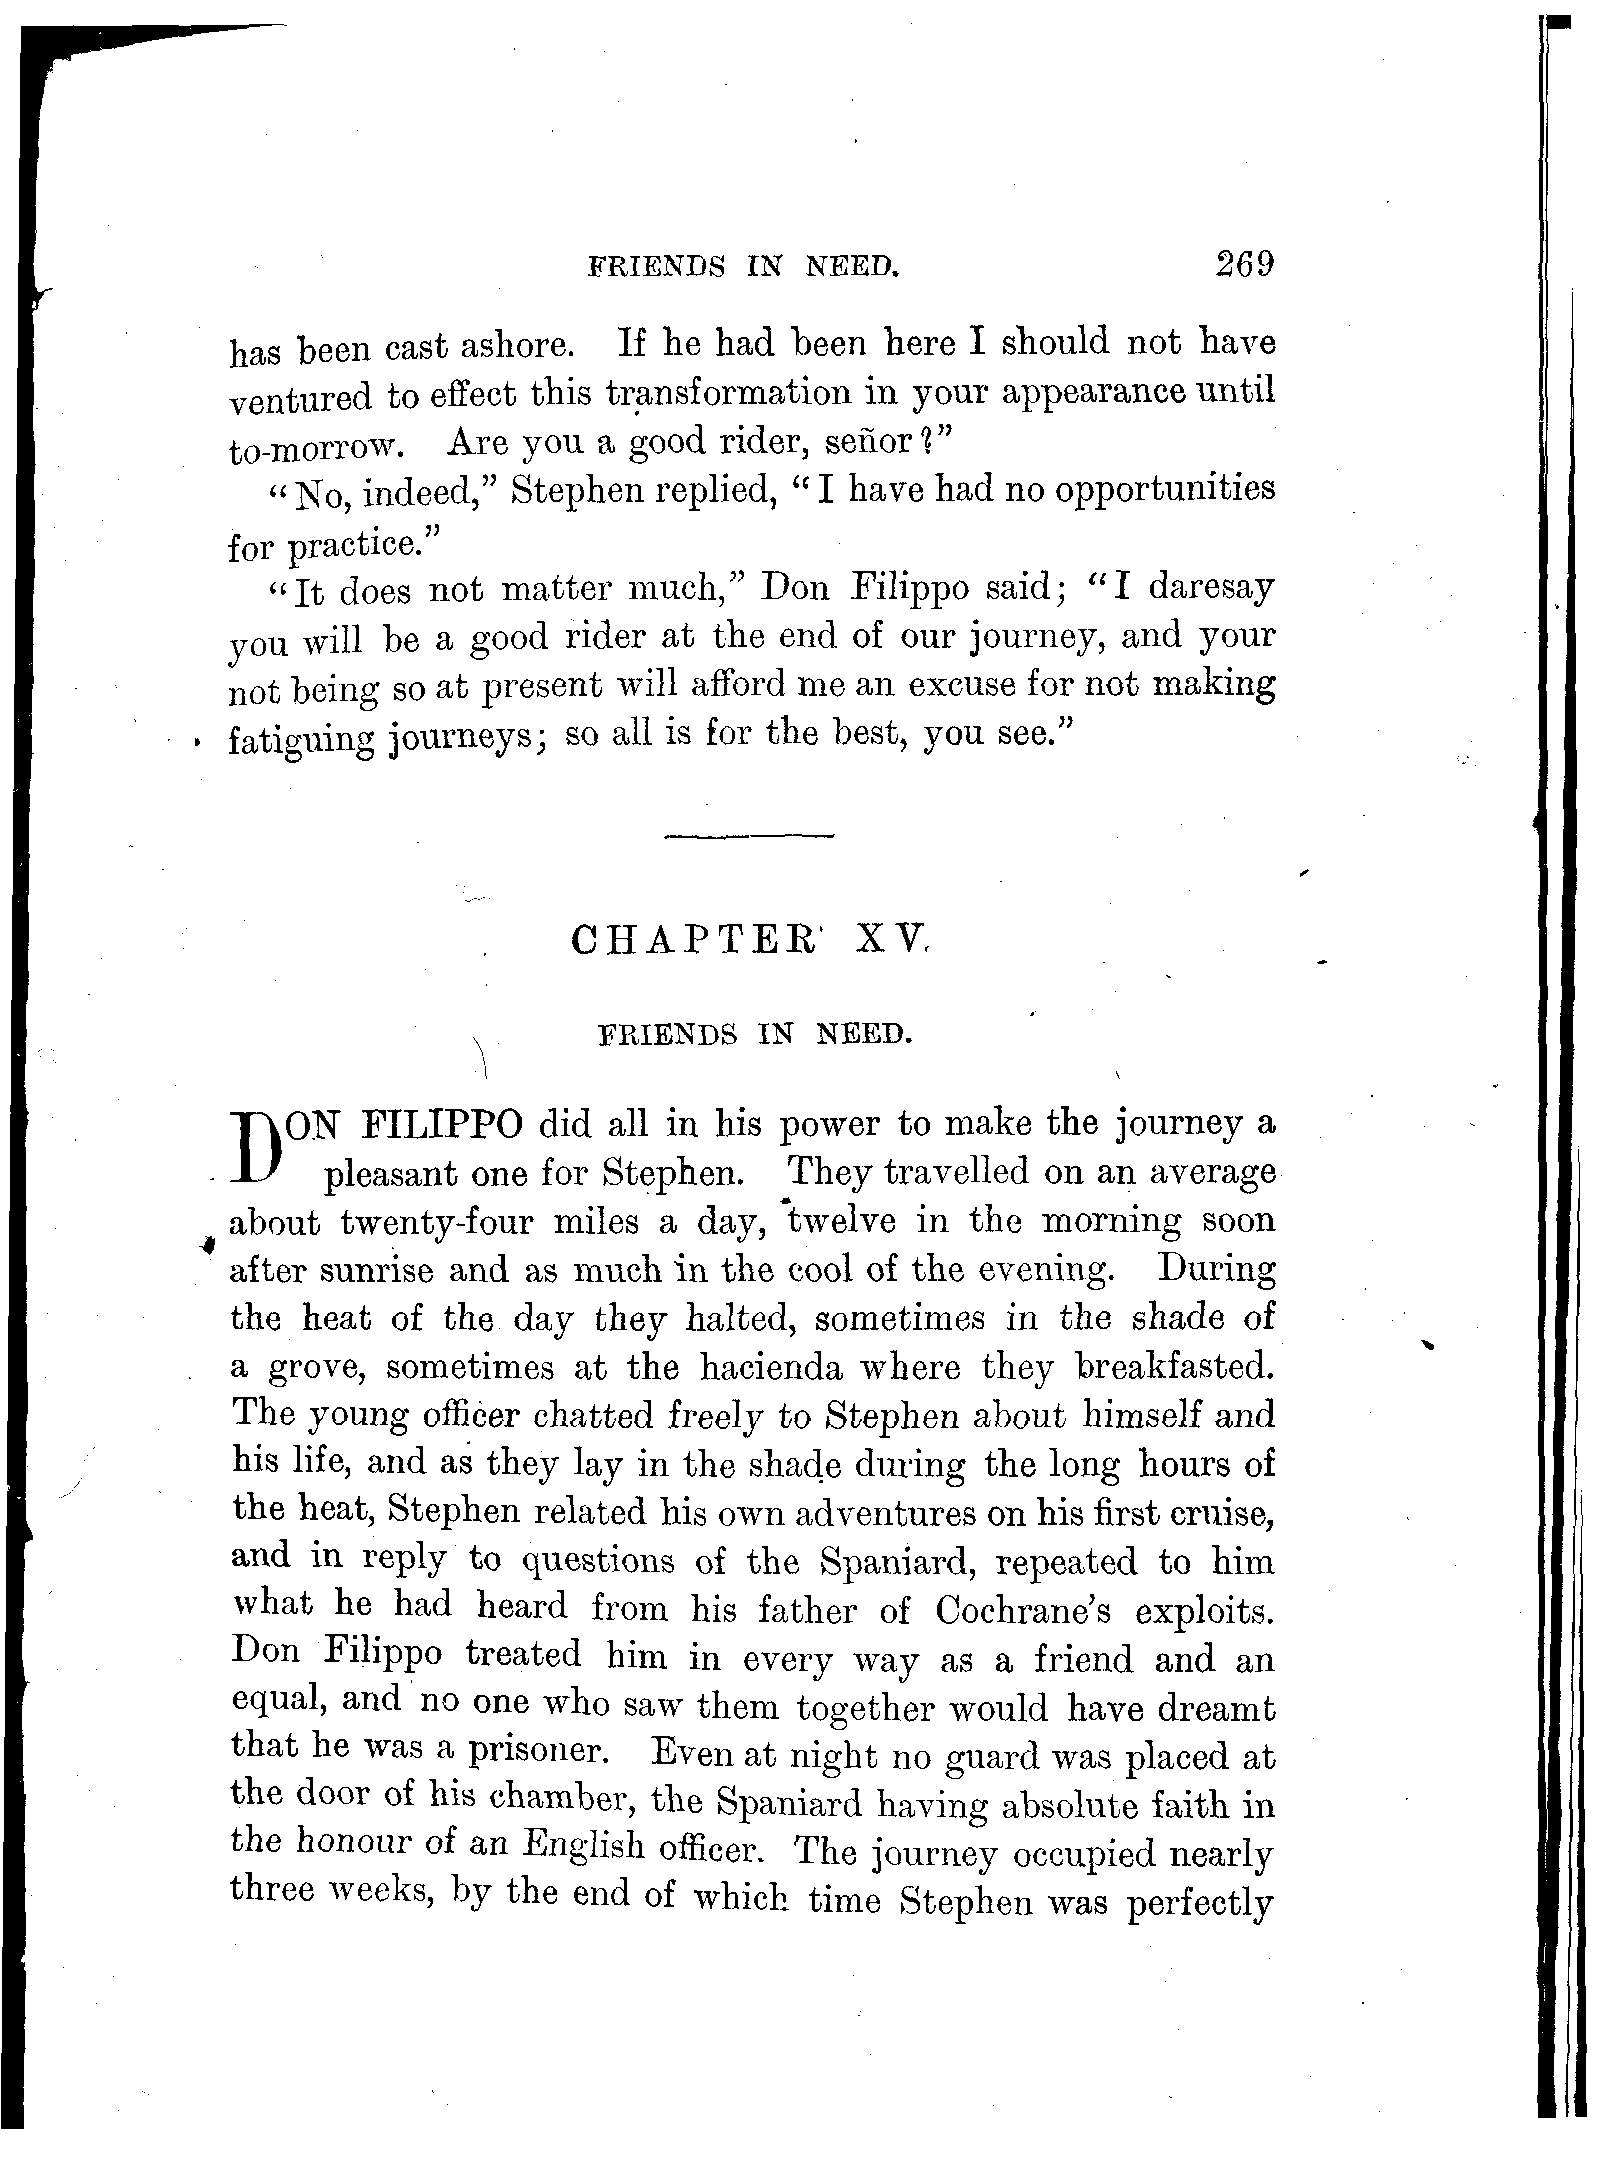 FRIENDS IN NEED. 269
has been cast ashore. If he had been here I should not have
ventured to effect this transformation in your appearance until
to-morrow. Are you a good rider, señor?"
"No, indeed," Stephen replied, "I have had no opportunities
for practice."
"It does not matter much," Don Filippo said; "I daresay
you will be a good rider at the end of our journey, and your
not being so at present will afford me an excuse for not making
fatiguing journeys; so all is for the best, you see."
CHAPTER XV.
FRIENDS IN NEED.
DON FILIPPO did all in his power to make the journey a
pleasant one for Stephen. They travelled on an average
about twenty-four miles a day, twelve in the morning soon
after sunrise and as much in the cool of the evening. During
the heat of the day they halted, sometimes in the shade of
a grove, sometimes at the hacienda where they breakfasted.
The young officer chatted freely to Stephen about himself and
his life, and as they lay in the shade during the long hours of
the heat, Stephen related his own adventures on his first cruise,
and in reply to questions of the Spaniard, repeated to him
what he had heard from his father of Cochrane's exploits.
Don Filippo treated him in every way as a friend and an
equal, and no one who saw them together would have dreamt
that he was a prisoner. Even at night no guard was placed at
the door of his chamber, the Spaniard having absolute faith in
the honour of an English officer. The journey occupied nearly
three weeks, by the end of which time Stephen was perfectly